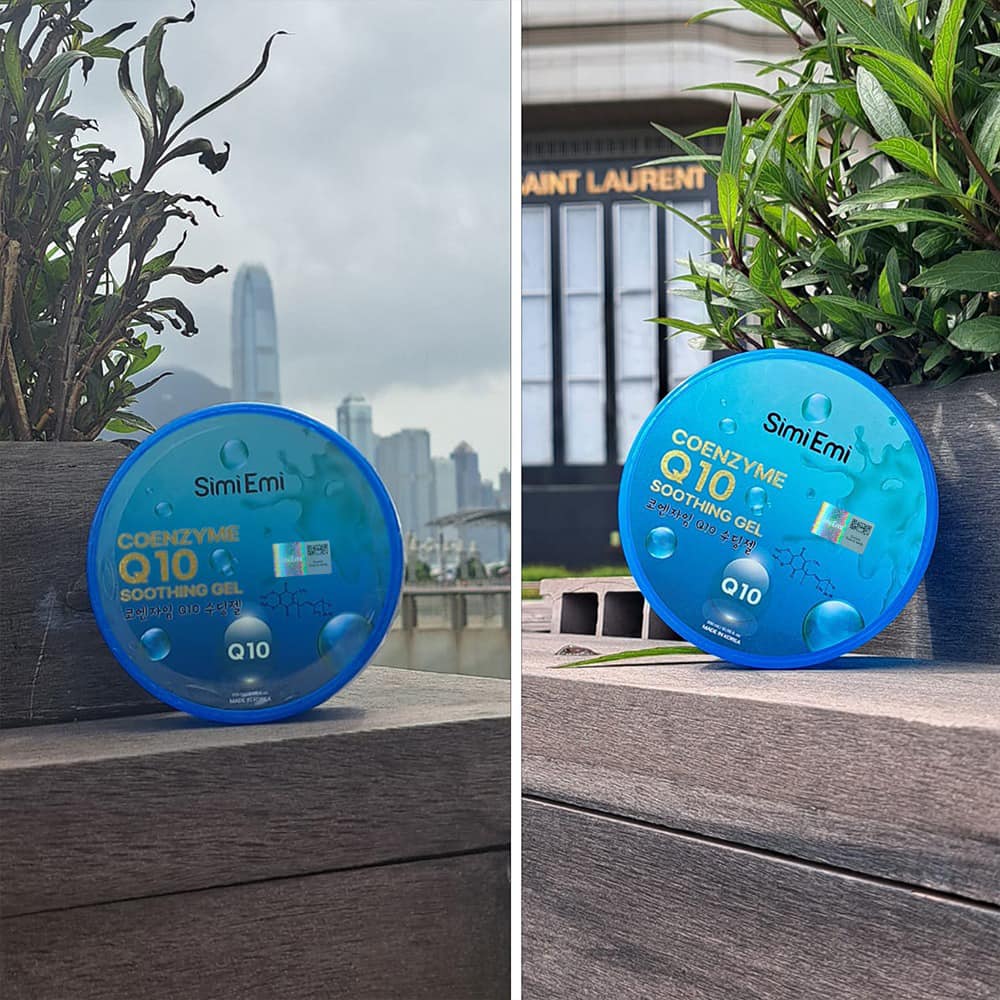 Simi Emi
COENZYME
Q10
SOOTHING GEL
코엔자임 Q10 수딩젤
Q10
MADE IN KOREA
AINT LAURENT
Simi Emi
COENZYME
Q10
SOOTHING GEL
코엔자임 Q10 수딩젤
Q10
MADE IN KOREA